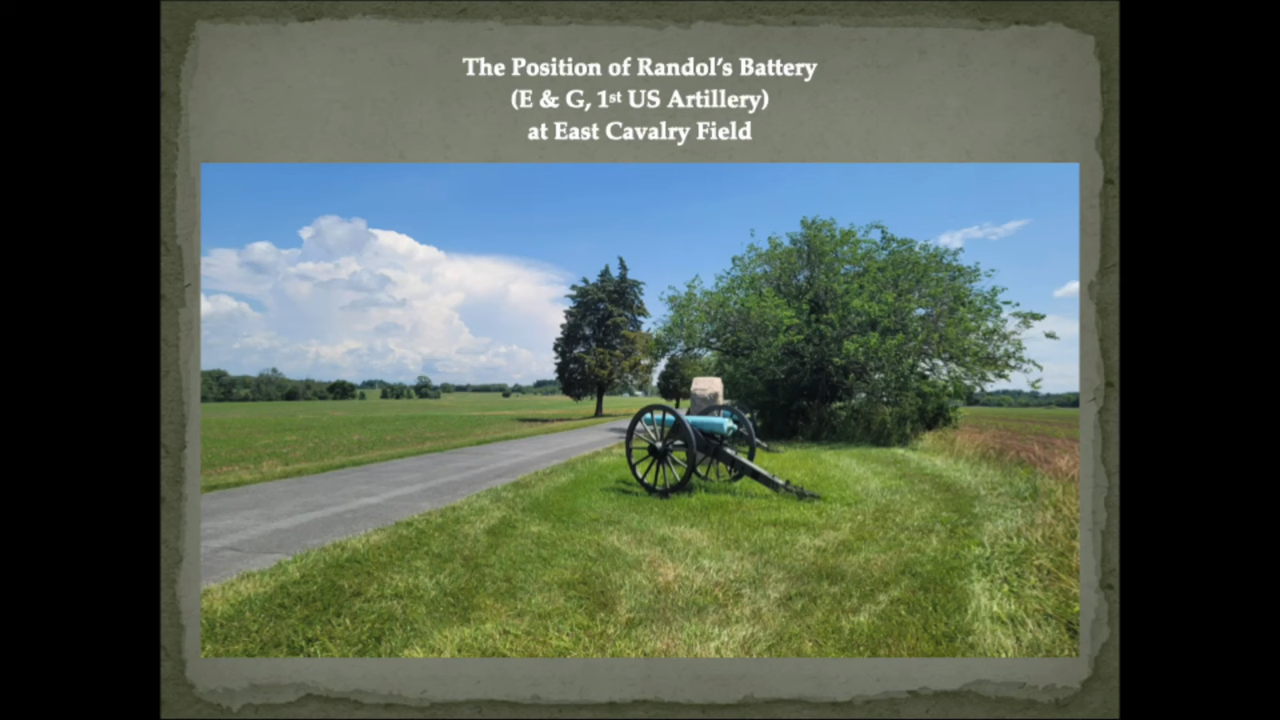 The Position of Randol’s Battery
(E & G, 1st US Artillery)
at East Cavalry Field